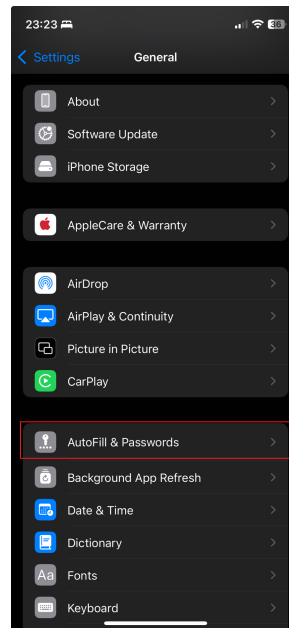 23:23
36
Settings
General
About
Software Update
iPhone Storage
AppleCare & Warranty
AirDrop
AirPlay & Continuity
Picture in Picture
CarPlay
AutoFill & Passwords
Background App Refresh
Date & Time
Dictionary
Aa Fonts
Keyboard